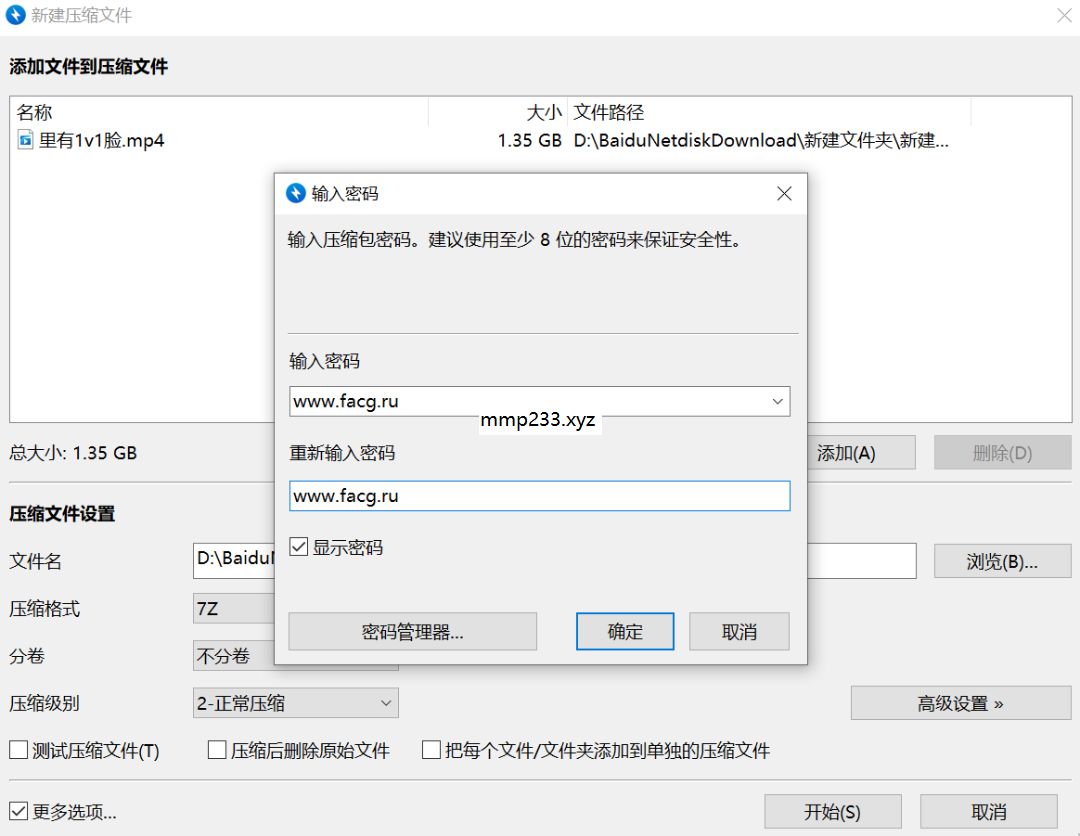 新建压缩文件
添加文件到压缩文件
名称 大小 文件路径
里有1v1脸.mp4 1.35 GB D:\BaiduNetdiskDownload\新建文件夹\新建...
输入密码
输入压缩包密码。建议使用至少 8 位的密码来保证安全性。
输入密码
www.facg.ru
mmp233.xyz
重新输入密码
www.facg.ru
显示密码
密码管理器... 确定 取消
总大小: 1.35 GB 添加(A) 删除(D)
压缩文件设置
文件名 D:\Baidu 浏览(B)...
压缩格式 7Z
分卷 不分卷
压缩级别 2-正常压缩 高级设置 »
测试压缩文件(T) 压缩后删除原始文件 把每个文件/文件夹添加到单独的压缩文件
更多选项... 开始(S) 取消